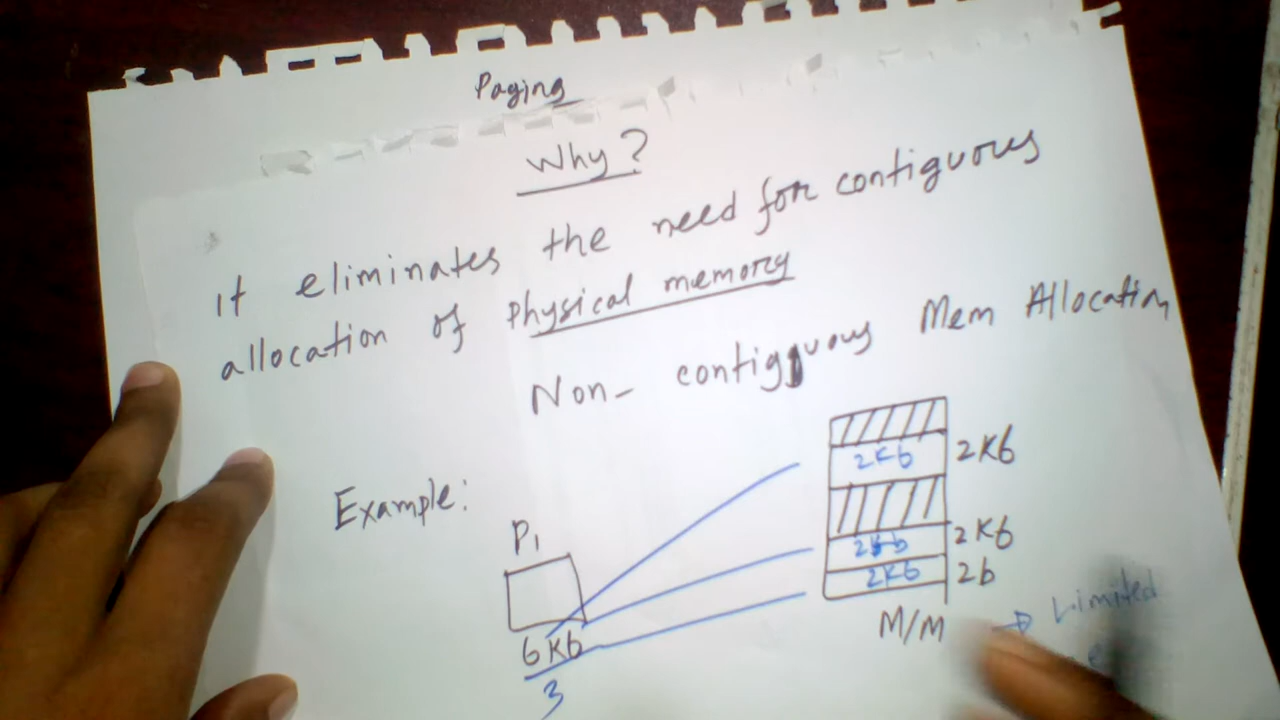 Paging
Why?
It eliminates the need for contiguous
allocation of physical memory
Non-contiguous Mem Allocation
Example:
P1
6Kb
3
2Kb 2Kb
2Kb 2Kb
2Kb 2b
M/M
→ Limited